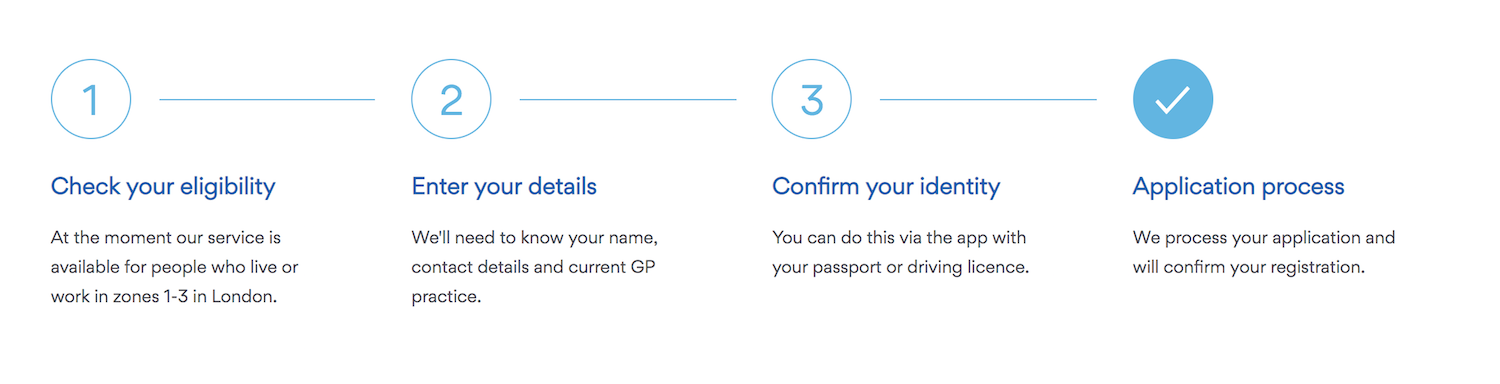 1
2
3
Check your eligibility
At the moment our service is
available for people who live or
work in zones 1-3 in London.
Enter your details
We'll need to know your name,
contact details and current GP
practice.
Confirm your identity
You can do this via the app with
your passport or driving licence.
Application process
We process your application and
will confirm your registration.